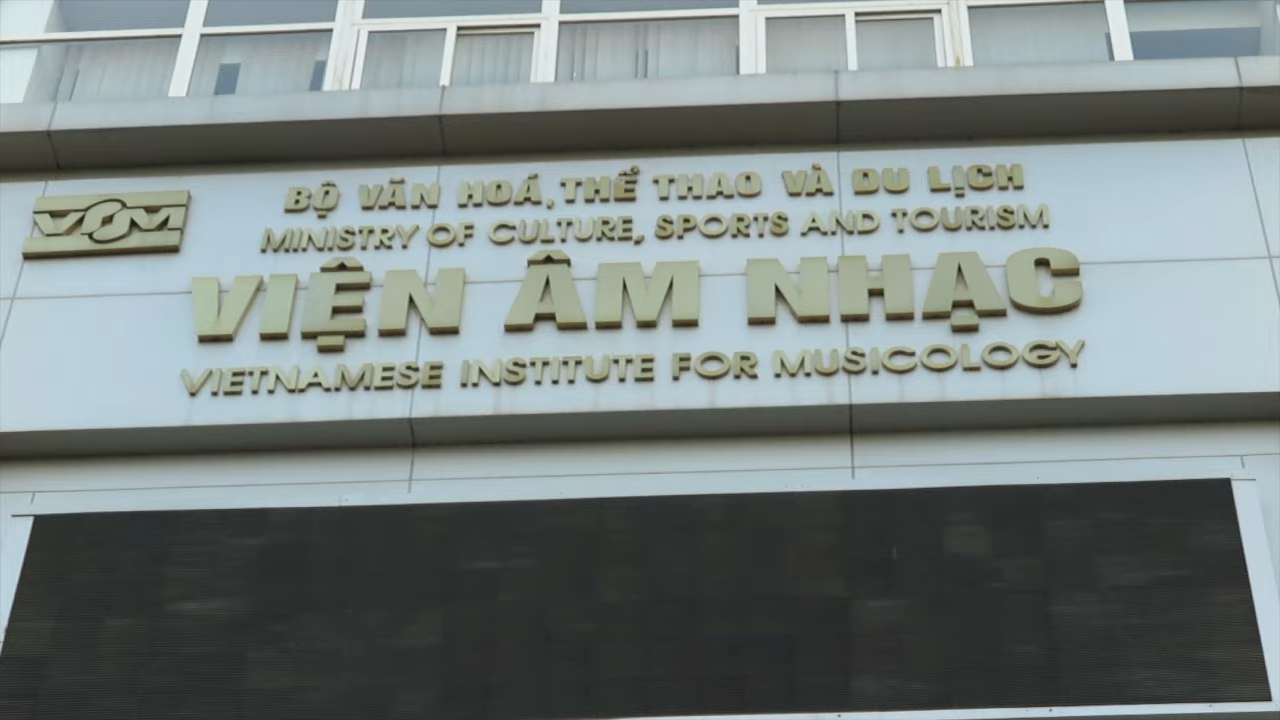 VOM
BỘ VĂN HOÁ, THỂ THAO VÀ DU LỊCH
MINISTRY OF CULTURE, SPORTS AND TOURISM
VIỆN ÂM NHẠC
VIETNAMESE INSTITUTE FOR MUSICOLOGY